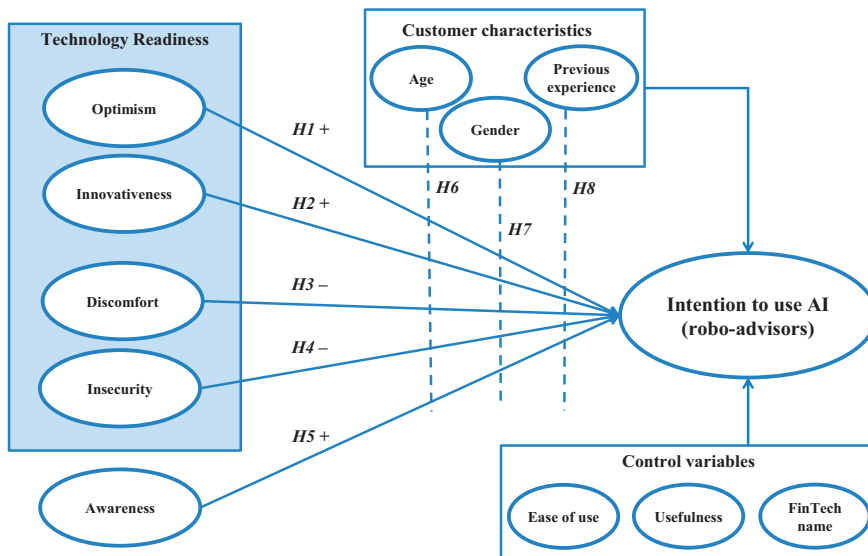 Technology Readiness
Optimism
Innovativeness
Discomfort
Insecurity
Awareness
H1 +
H2 +
H3 –
H4 –
H5 +
Customer characteristics
Age
Gender
Previous
experience
H6
H7
H8
Intention to use AI
(robo-advisors)
Control variables
Ease of use
Usefulness
FinTech
name